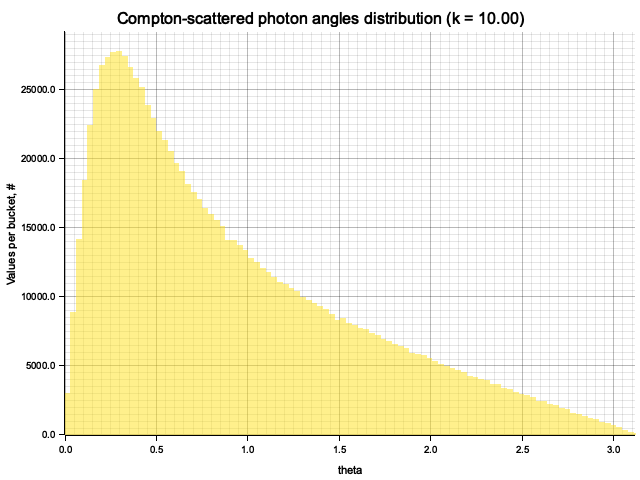 Compton-scattered photon angles distribution (k = 10.00)
Values per bucket, #
25000.0
20000.0
15000.0
10000.0
5000.0
0.0
0.0 0.5 1.0 1.5 2.0 2.5 3.0
theta